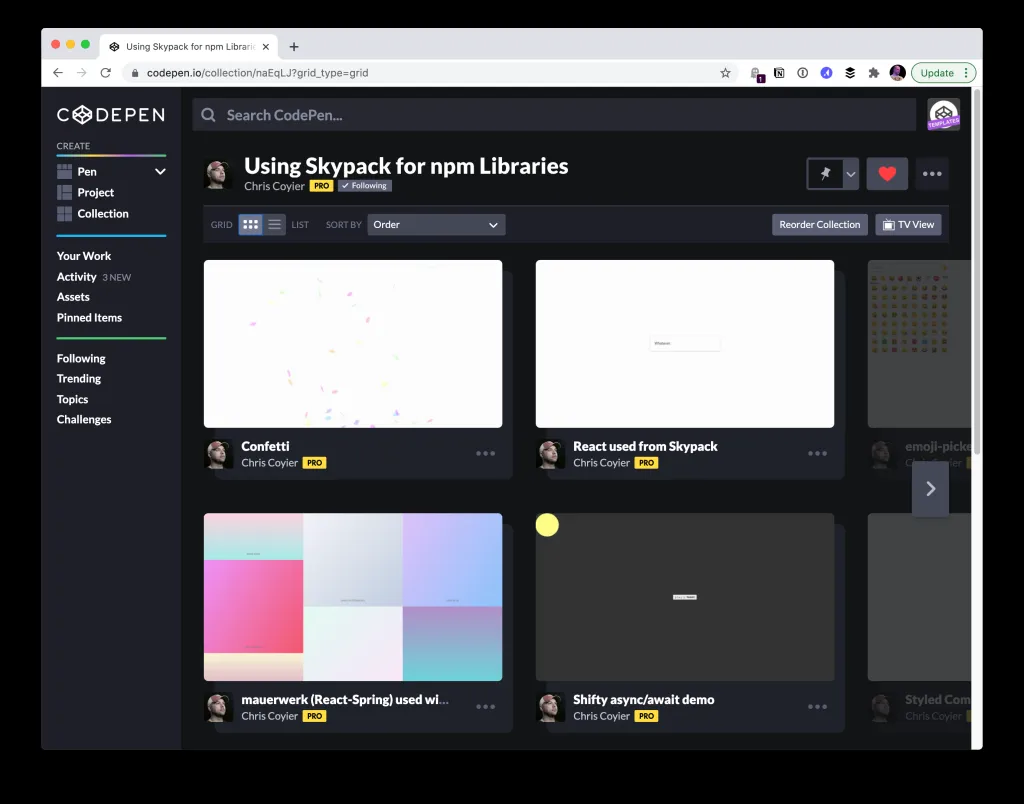 Using Skypack for npm Librarie
codepen.io/collection/naEqLJ?grid_type=grid
1
Update
CODEPEN
Search CodePen...
TEMPLATES
CREATE
Pen
Project
Collection
Your Work
Activity 3 NEW
Assets
Pinned Items
Following
Trending
Topics
Challenges
Using Skypack for npm Libraries
Chris Coyier PRO Following
GRID LIST SORT BY Order Reorder Collection TV View
Confetti
Chris Coyier PRO
React used from Skypack
Chris Coyier PRO
emoji-picke
Chris Coyier
mauerwerk (React-Spring) used wi...
Chris Coyier PRO
Shifty async/await demo
Chris Coyier PRO
Styled Com
Chris Coyier